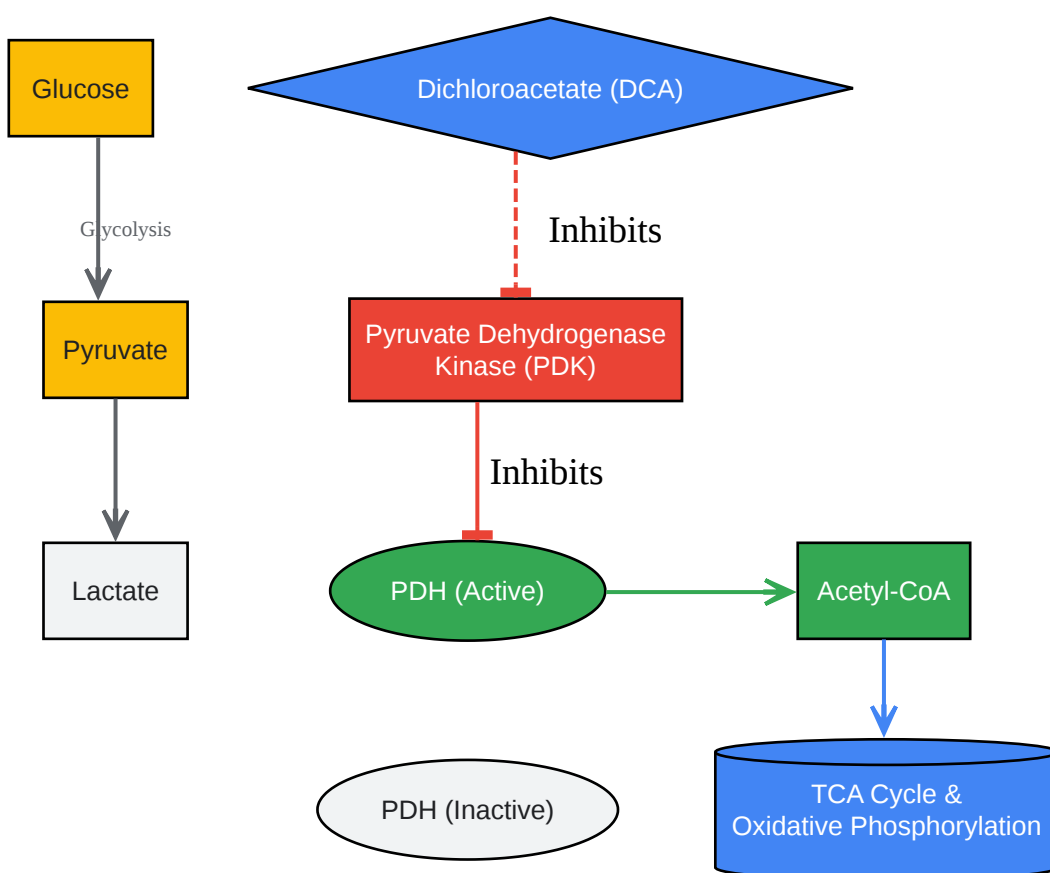 Glucose
Dichloroacetate (DCA)
Glycolysis
Inhibits
Pyruvate
Pyruvate Dehydrogenase
Kinase (PDK)
Inhibits
Lactate
PDH (Active)
Acetyl-CoA
PDH (Inactive)
TCA Cycle &
Oxidative Phosphorylation